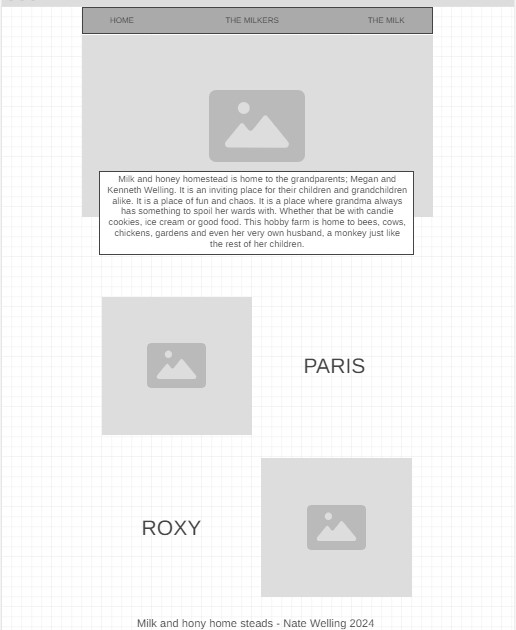 HOME THE MILKERS THE MILK
Milk and honey homestead is home to the grandparents; Megan and
Kenneth Welling. It is an inviting place for their children and grandchildren
alike. It is a place of fun and chaos. It is a place where grandma always
has something to spoil her wards with. Whether that be with candie
cookies, ice cream or good food. This hobby farm is home to bees, cows,
chickens, gardens and even her very own husband, a monkey just like
the rest of her children.
PARIS
ROXY
Milk and hony home steads - Nate Welling 2024